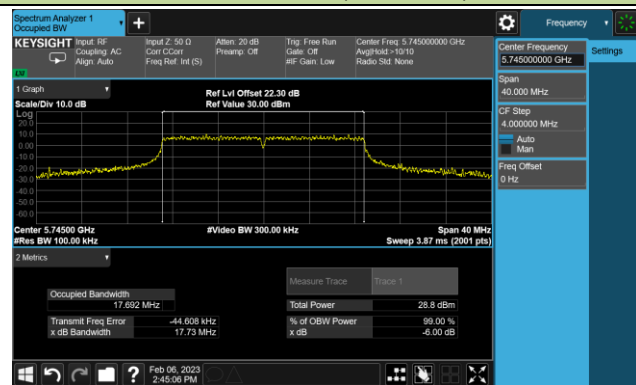 Spectrum Analyzer 1
Occupied BW
+
Frequency
KEYSIGHT
Input: RF
Coupling: AC
Align: Auto
Input Z: 50 Ω
Corr CCorr
Freq Ref: Int (S)
Atten: 20 dB
Preamp: Off
Trig: Free Run
Gate: Off
#IF Gain: Low
Center Freq: 5.745000000 GHz
Avg|Hold:>10/10
Radio Std: None
Center Frequency
5.745000000 GHz
Settings
Span
40.000 MHz
CF Step
4.000000 MHz
Auto
Man
Freq Offset
0 Hz
1 Graph
Scale/Div 10.0 dB
Ref Lvl Offset 22.30 dB
Ref Value 30.00 dBm
Log
20.0
10.0
0.00
-10.0
-20.0
-30.0
-40.0
-50.0
-60.0
Center 5.74500 GHz
#Video BW 300.00 kHz
Span 40 MHz
#Res BW 100.00 kHz
Sweep 3.87 ms (2001 pts)
2 Metrics
Measure Trace
Trace 1
Occupied Bandwidth
17.692 MHz
Total Power
28.8 dBm
Transmit Freq Error
-44.608 kHz
% of OBW Power
99.00 %
x dB Bandwidth
17.73 MHz
x dB
-6.00 dB
Feb 06, 2023
2:45:06 PM